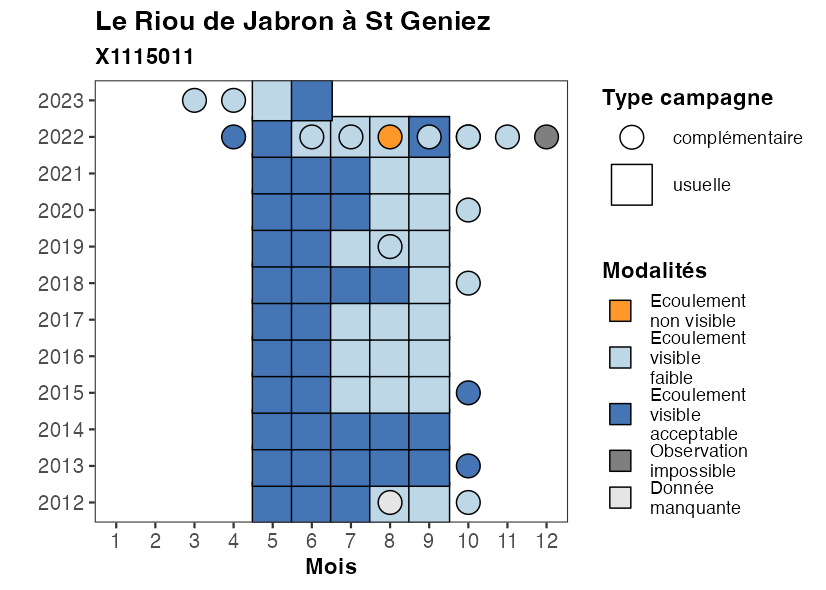 Le Riou de Jabron à St Geniez
X1115011
2023
2022
2021
2020
2019
2018
2017
2016
2015
2014
2013
2012
1 2 3 4 5 6 7 8 9 10 11 12
Mois
Type campagne
complémentaire
usuelle
Modalités
Ecoulement
non visible
Ecoulement
visible
faible
Ecoulement
visible
acceptable
Observation
impossible
Donnée
manquante